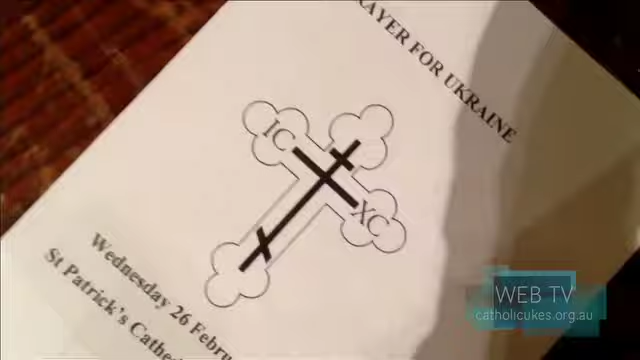 RAYER FOR UKRAINE
IC
XC
Wednesday 26 Febru
St Patrick's Cathed
WEB TV
catholicukes.org.au